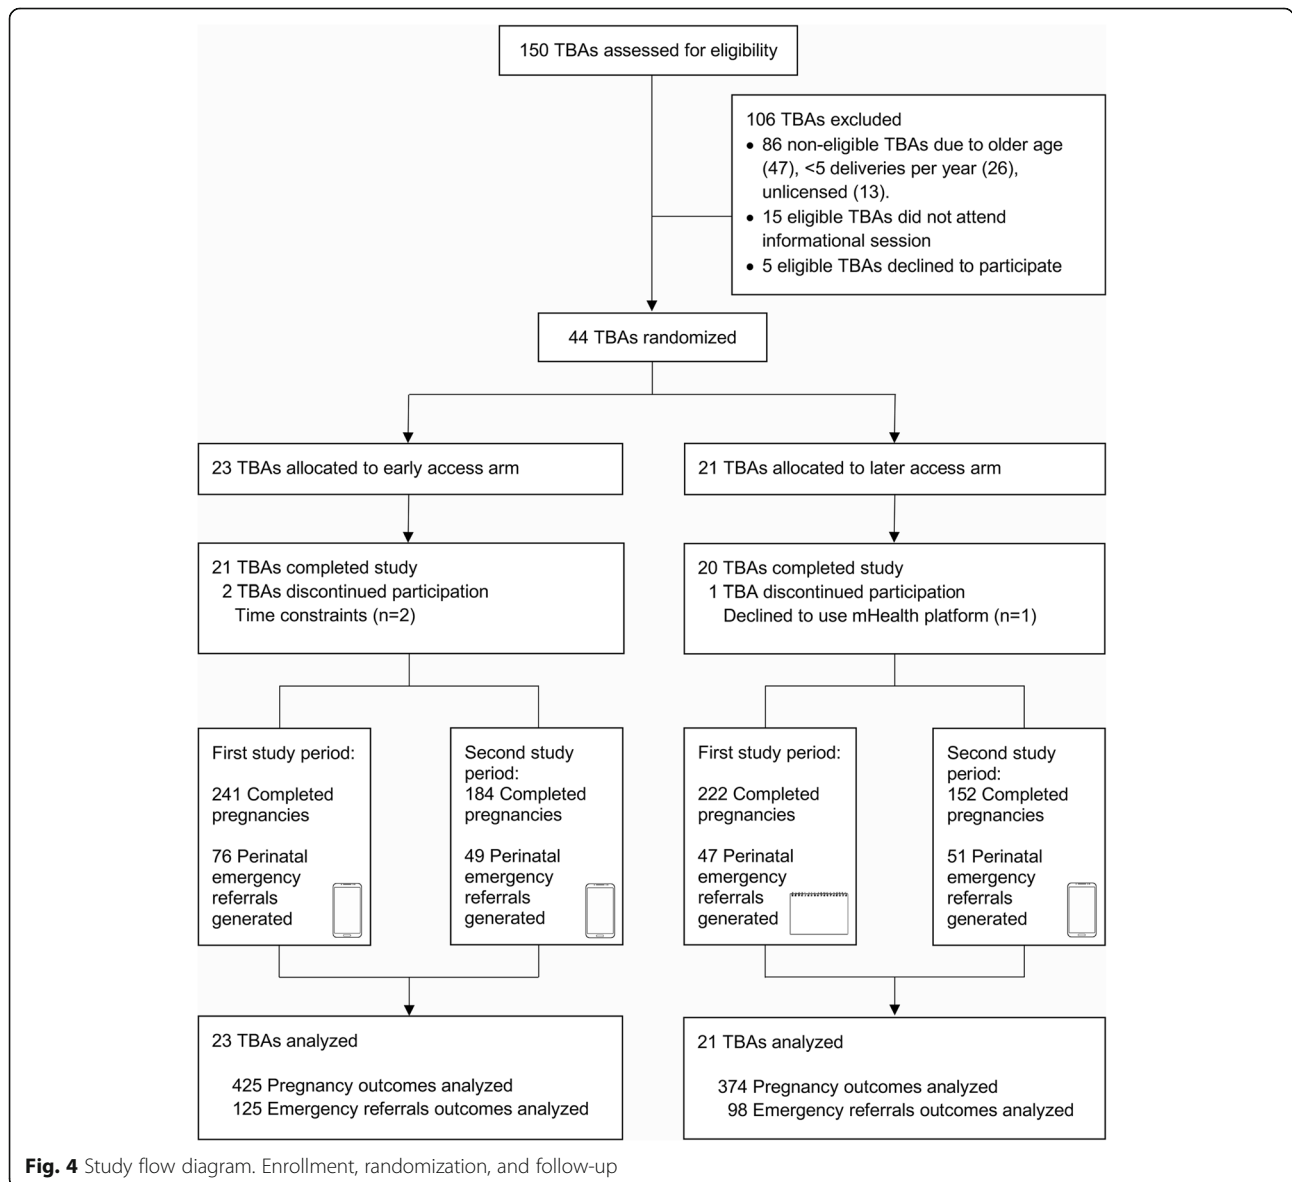 150 TBAs assessed for eligibility
106 TBAs excluded
• 86 non-eligible TBAs due to older age
(47), <5 deliveries per year (26),
unlicensed (13).
• 15 eligible TBAs did not attend
informational session
• 5 eligible TBAs declined to participate
44 TBAs randomized
23 TBAs allocated to early access arm
21 TBAs allocated to later access arm
21 TBAs completed study
2 TBAs discontinued participation
Time constraints (n=2)
20 TBAs completed study
1 TBA discontinued participation
Declined to use mHealth platform (n=1)
First study period:
241 Completed
pregnancies
76 Perinatal
emergency
referrals
generated
Second study
period:
184 Completed
pregnancies
49 Perinatal
emergency
referrals
generated
First study period:
222 Completed
pregnancies
47 Perinatal
emergency
referrals
generated
Second study
period:
152 Completed
pregnancies
51 Perinatal
emergency
referrals
generated
23 TBAs analyzed
425 Pregnancy outcomes analyzed
125 Emergency referrals outcomes analyzed
21 TBAs analyzed
374 Pregnancy outcomes analyzed
98 Emergency referrals outcomes analyzed
Fig. 4 Study flow diagram. Enrollment, randomization, and follow-up